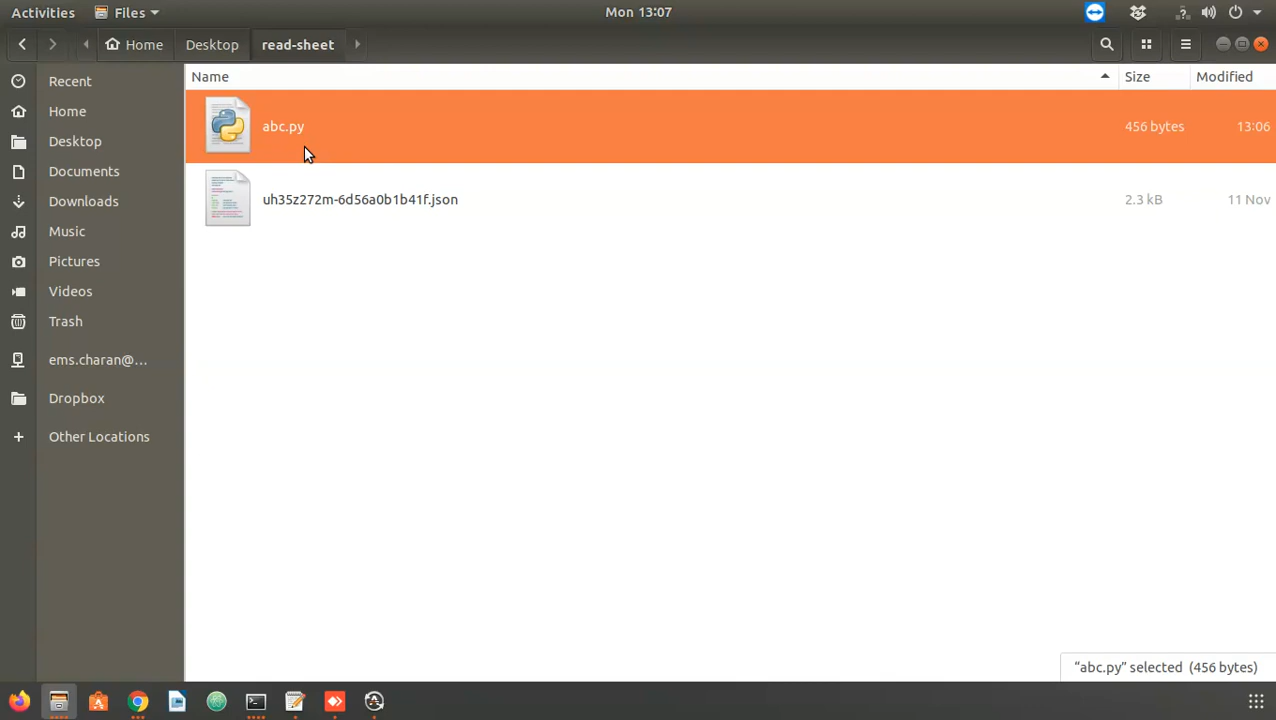 Activities Files Mon 13:07
Home Desktop read-sheet
Name Size Modified
Recent
abc.py 456 bytes 13:06
Home
Desktop
Documents
uh35z272m-6d56a0b1b41f.json 2.3 kB 11 Nov
Downloads
Music
Pictures
Videos
Trash
ems.charan@...
Dropbox
+ Other Locations
“abc.py” selected (456 bytes)